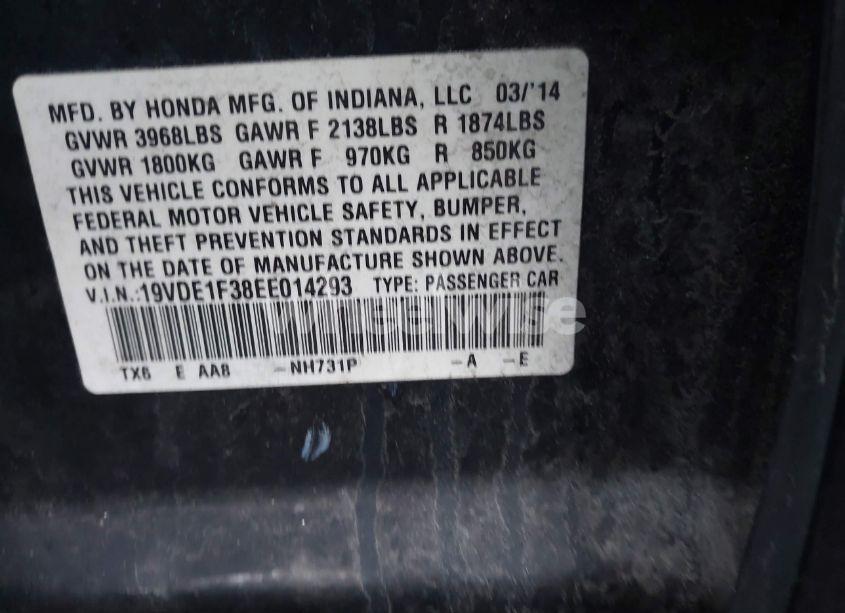 MFD. BY HONDA MFG. OF INDIANA, LLC 03/'14
GVWR 3968LBS GAWR F 2138LBS R 1874LBS
GVWR 1800KG GAWR F 970KG R 850KG
THIS VEHICLE CONFORMS TO ALL APPLICABLE
FEDERAL MOTOR VEHICLE SAFETY, BUMPER,
AND THEFT PREVENTION STANDARDS IN EFFECT
ON THE DATE OF MANUFACTURE SHOWN ABOVE.
V.I.N.:19VDE1F38EE014293 TYPE: PASSENGER CAR
wheelwise
TX6 E AA8 -NH731P -A -E